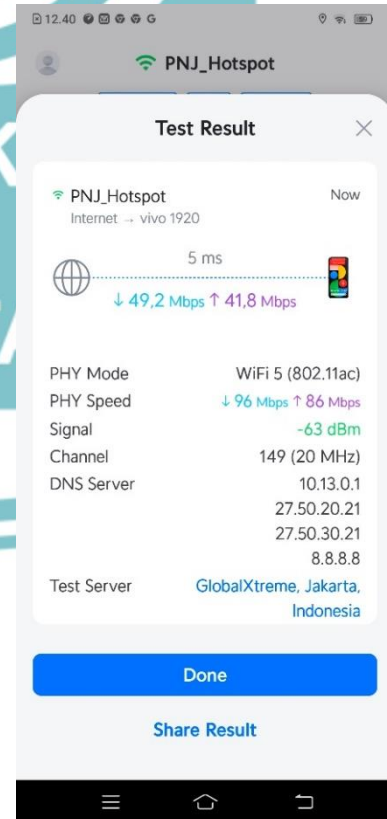 12.40
PNJ_Hotspot
Test Result
PNJ_Hotspot Now
Internet → vivo 1920
5 ms
↓ 49,2 Mbps ↑ 41,8 Mbps
PHY Mode WiFi 5 (802.11ac)
PHY Speed ↓ 96 Mbps ↑ 86 Mbps
Signal -63 dBm
Channel 149 (20 MHz)
DNS Server 10.13.0.1
27.50.20.21
27.50.30.21
8.8.8.8
Test Server GlobalXtreme, Jakarta,
Indonesia
Done
Share Result